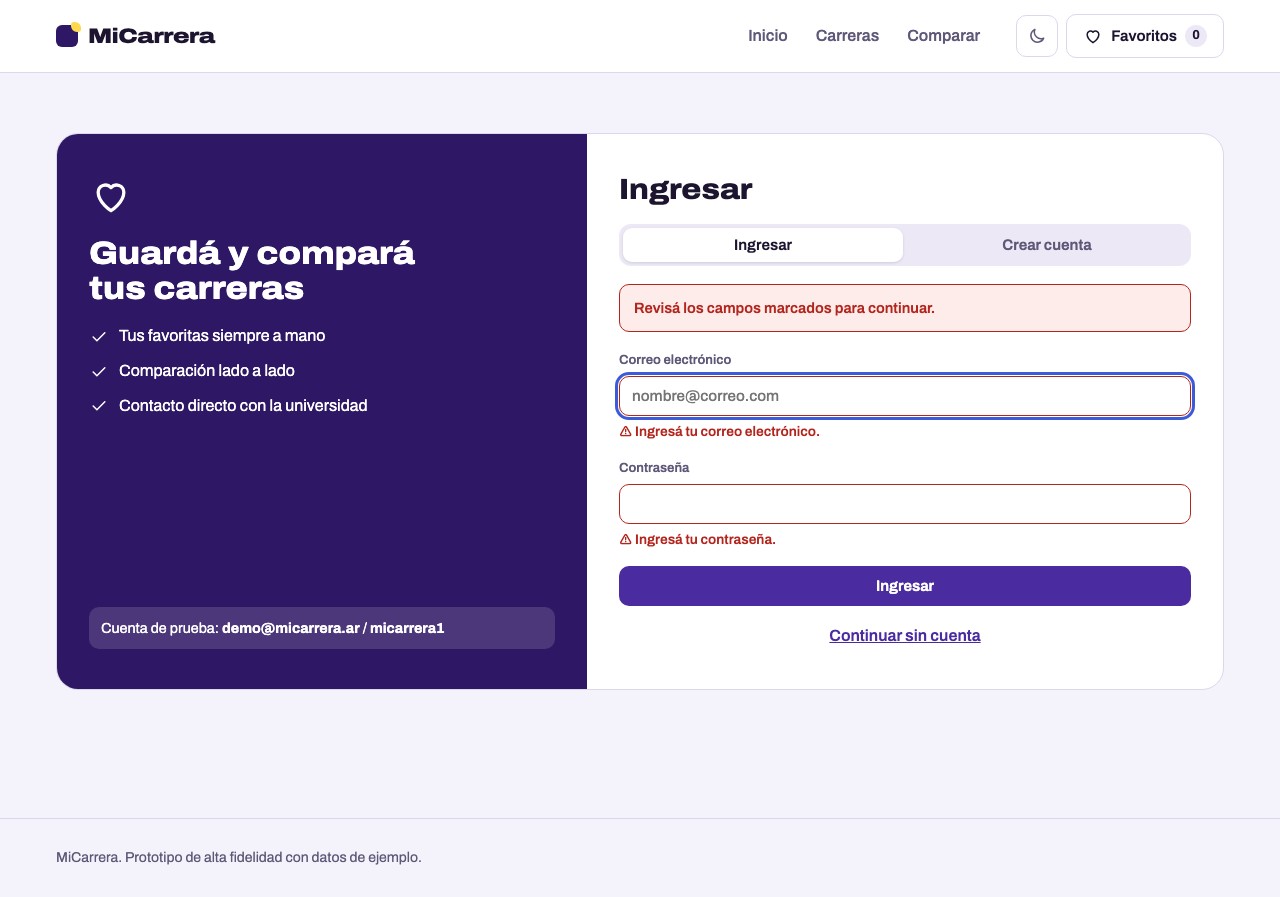 MiCarrera
Inicio
Carreras
Comparar
Favoritos 0
Guardá y compará
tus carreras
Tus favoritas siempre a mano
Comparación lado a lado
Contacto directo con la universidad
Cuenta de prueba: demo@micarrera.ar / micarrera1
Ingresar
Ingresar
Crear cuenta
Revisá los campos marcados para continuar.
Correo electrónico
nombre@correo.com
Ingresá tu correo electrónico.
Contraseña
Ingresá tu contraseña.
Ingresar
Continuar sin cuenta
MiCarrera. Prototipo de alta fidelidad con datos de ejemplo.